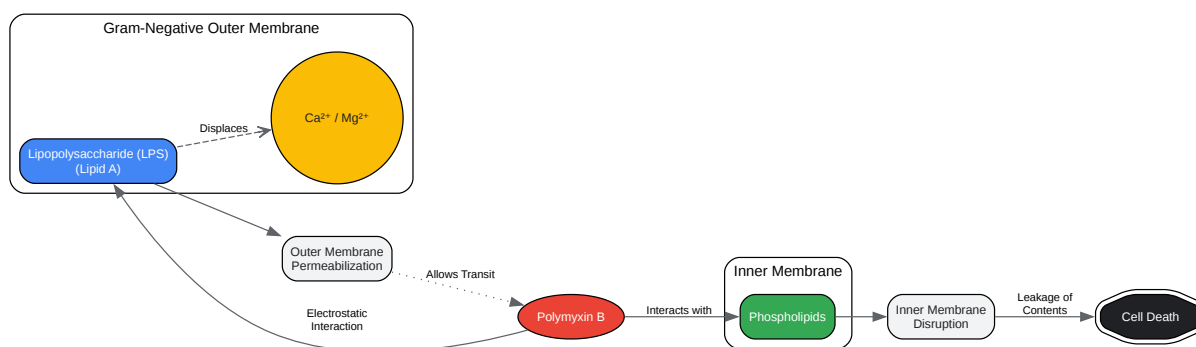 Gram-Negative Outer Membrane
Ca²⁺ / Mg²⁺
Displaces
Lipopolysaccharide (LPS)
(Lipid A)
Outer Membrane
Permeabilization
Allows Transit
Electrostatic
Interaction
Polymyxin B
Interacts with
Inner Membrane
Phospholipids
Inner Membrane
Disruption
Leakage of
Contents
Cell Death